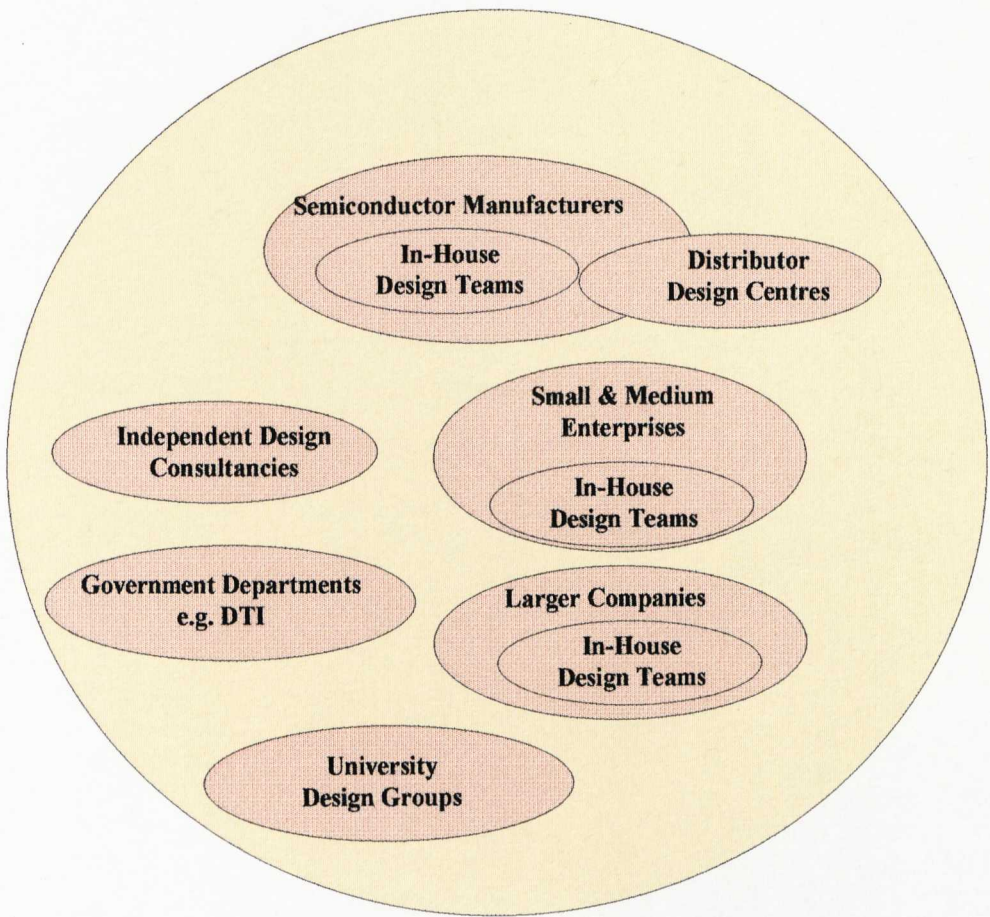 Semiconductor Manufacturers
In-House
Design Teams
Distributor
Design Centres
Small & Medium
Enterprises
In-House
Design Teams
Independent Design
Consultancies
Government Departments
e.g. DTI
Larger Companies
In-House
Design Teams
University
Design Groups